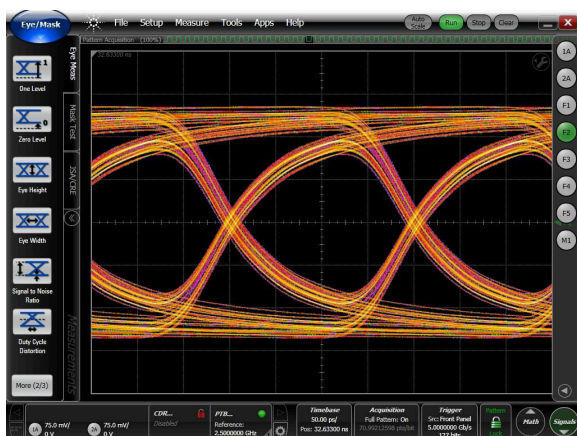 Eye/Mask
File Setup Measure Tools Apps Help
Auto Scale
Run
Stop
Clear
Pattern Acquisition (100%)
32.63300 ns
Eye Meas
Mask Test
JSA/CRE
One Level
Zero Level
Eye Height
Eye Width
Signal to Noise
Ratio
Duty Cycle
Distortion
More (2/3)
Measurements
1A
2A
F1
F2
F3
F4
F5
M1
1A 75.0 mV/
0 V
2A 75.0 mV/
0 V
CDR...
Disabled
PTB...
Reference:
2.5000000 GHz
Timebase
50.00 ps/
Pos: 32.63300 ns
Acquisition
Full Pattern: On
127 bits
Trigger
Src: Front Panel
5.0000000 Gb/s
Pattern
Lock
Math
Signals